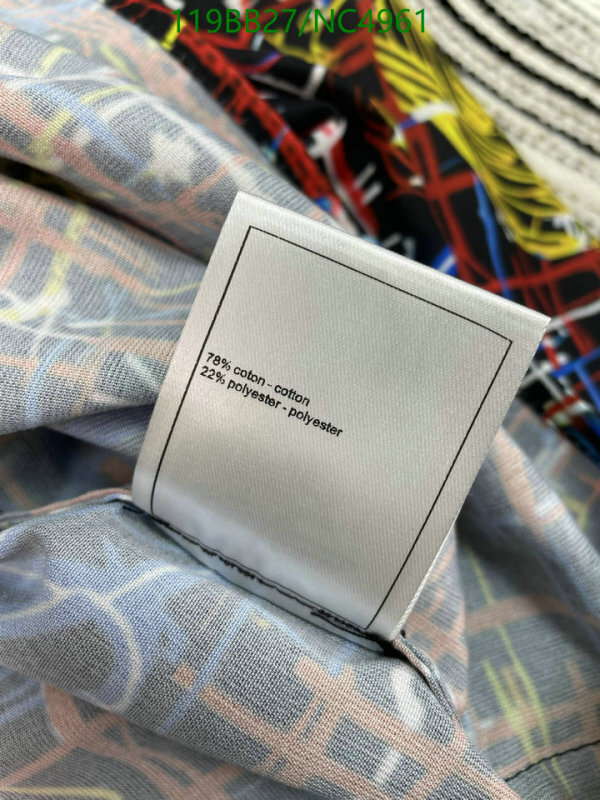 119BB27/NC4961
78% coton - cotton
22% polyester - polyester